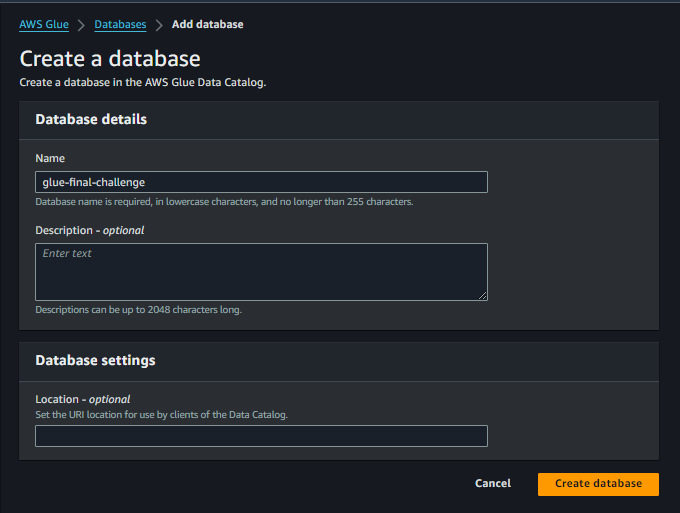 AWS Glue > Databases > Add database
Create a database
Create a database in the AWS Glue Data Catalog.
Database details
Name
glue-final-challenge
Database name is required, in lowercase characters, and no longer than 255 characters.
Description - optional
Enter text
Descriptions can be up to 2048 characters long.
Database settings
Location - optional
Set the URI location for use by clients of the Data Catalog.
Cancel Create database